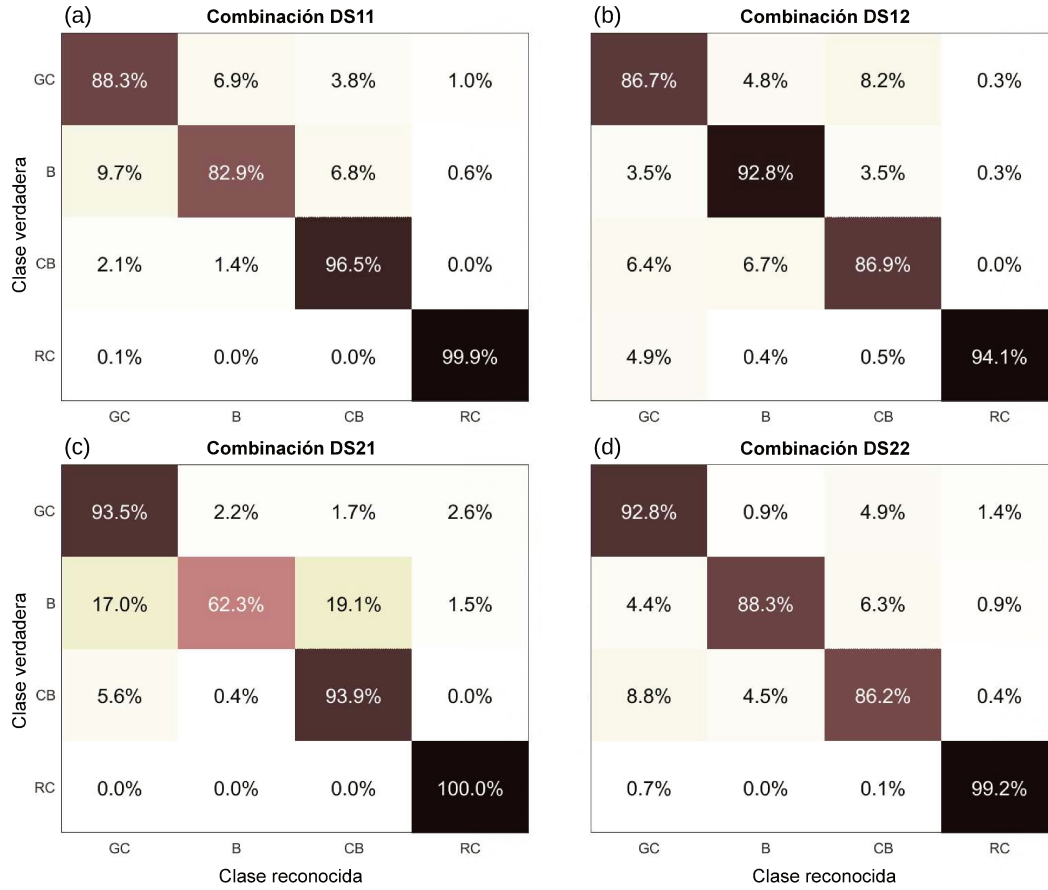 (a) Combinación DS11
GC 88.3% 6.9% 3.8% 1.0%
B 9.7% 82.9% 6.8% 0.6%
CB 2.1% 1.4% 96.5% 0.0%
RC 0.1% 0.0% 0.0% 99.9%
GC B CB RC
Clase verdadera
(b) Combinación DS12
86.7% 4.8% 8.2% 0.3%
3.5% 92.8% 3.5% 0.3%
6.4% 6.7% 86.9% 0.0%
4.9% 0.4% 0.5% 94.1%
GC B CB RC
(c) Combinación DS21
GC 93.5% 2.2% 1.7% 2.6%
B 17.0% 62.3% 19.1% 1.5%
CB 5.6% 0.4% 93.9% 0.0%
RC 0.0% 0.0% 0.0% 100.0%
GC B CB RC
Clase verdadera
Clase reconocida
(d) Combinación DS22
92.8% 0.9% 4.9% 1.4%
4.4% 88.3% 6.3% 0.9%
8.8% 4.5% 86.2% 0.4%
0.7% 0.0% 0.1% 99.2%
GC B CB RC
Clase reconocida